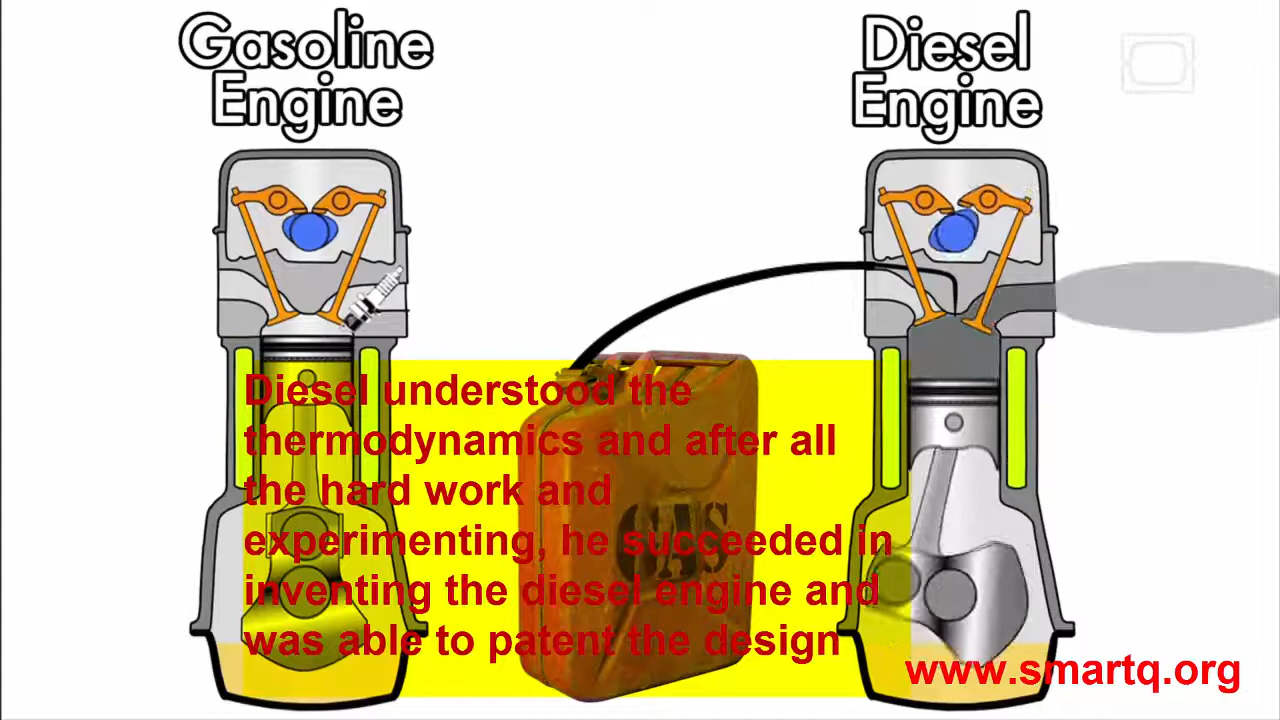 Gasoline
Engine
Diesel
Engine
Diesel understood the
thermodynamics and after all
the hard work and
experimenting, he succeeded in
inventing the diesel engine and
was able to patent the design
GAS
www.smartq.org